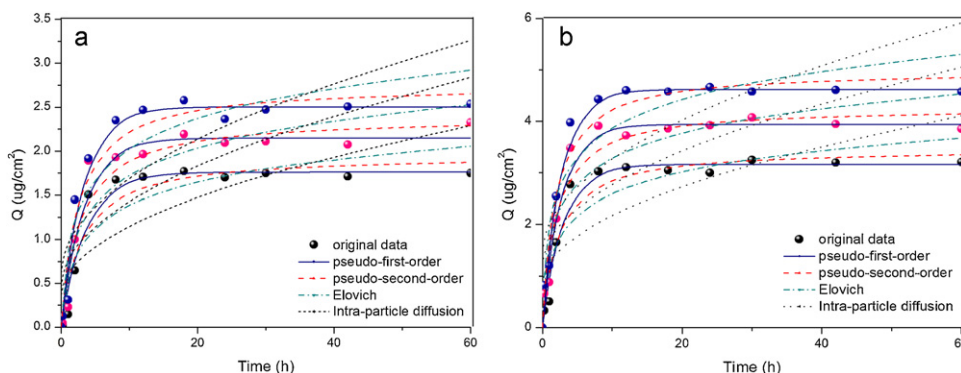 a
3.5
3.0
2.5
2.0
1.5
1.0
0.5
0.0
Q (ug/cm²)
original data
pseudo-first-order
pseudo-second-order
Elovich
Intra-particle diffusion
0 20 40 60
Time (h)
b
6
4
2
0
Q (ug/cm²)
original data
pseudo-first-order
pseudo-second-order
Elovich
Intra-particle diffusion
0 20 40 60
Time (h)